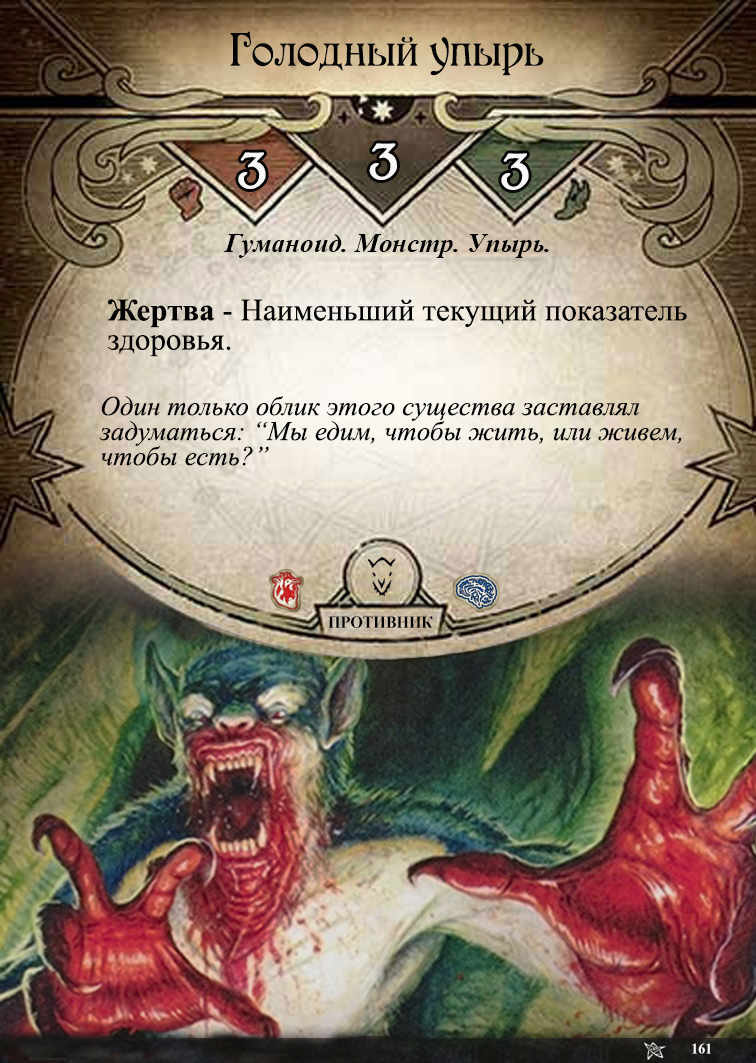 Голодный упырь
3 3 3
Гуманоид. Монстр. Упырь.
Жертва - Наименьший текущий показатель
здоровья.
Один только облик этого существа заставлял
задуматься: “Мы едим, чтобы жить, или живем,
чтобы есть?”
ПРОТИВНИК
161